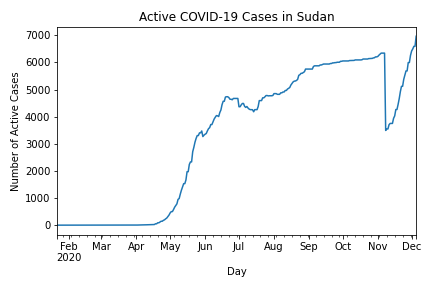 Active COVID-19 Cases in Sudan
Number of Active Cases
7000
6000
5000
4000
3000
2000
1000
0
Feb Mar Apr May Jun Jul Aug Sep Oct Nov Dec
2020
Day